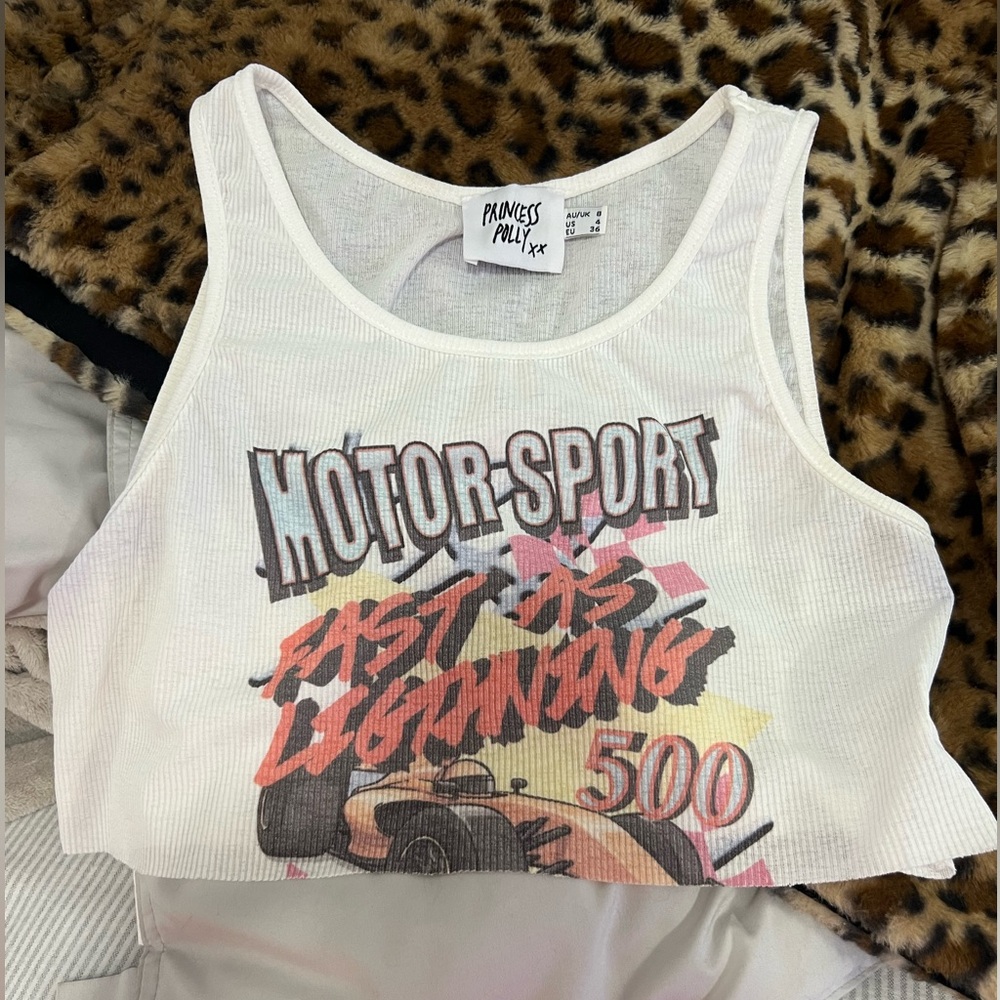 PRINCESS
POLLY xx
AU/UK 8
US 4
EU 36
MOTOR SPORT
FAST AS
LIGHTNING
500